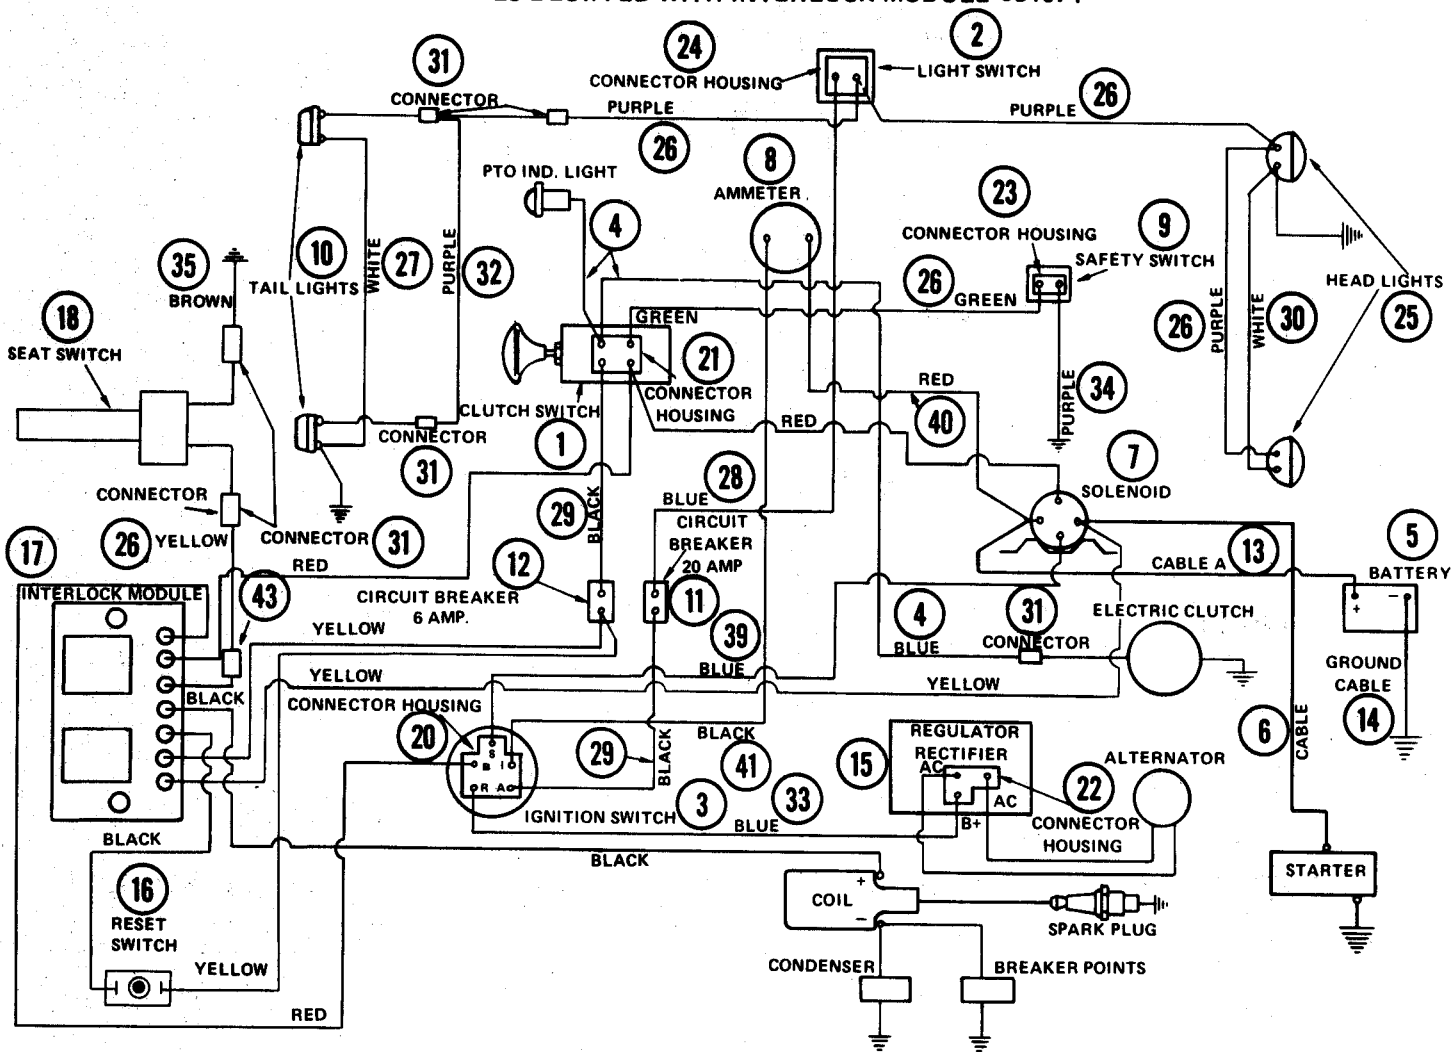 WITH INTERLOCK MODULE
31
24
2
CONNECTOR
CONNECTOR HOUSING
LIGHT SWITCH
PURPLE
26
PURPLE
26
8
PTO IND. LIGHT
AMMETER
23
4
CONNECTOR HOUSING
9
SAFETY SWITCH
35
BROWN
10
TAIL LIGHTS
WHITE
27
PURPLE
32
26
GREEN
HEAD LIGHTS
25
18
SEAT SWITCH
GREEN
21
CONNECTOR
HOUSING
CLUTCH SWITCH
1
26
PURPLE
WHITE
30
RED
40
PURPLE
34
RED
CONNECTOR
31
7
SOLENOID
28
BLUE
29
BLACK
CONNECTOR
26
YELLOW
CONNECTOR
31
CIRCUIT
BREAKER
20 AMP
11
17
INTERLOCK MODULE
RED
12
CIRCUIT BREAKER
6 AMP.
13
CABLE A
5
BATTERY
+
−
43
YELLOW
39
BLUE
4
BLUE
31
CONNECTOR
ELECTRIC CLUTCH
YELLOW
BLACK
YELLOW
GROUND
CABLE
14
6
CABLE
CONNECTOR HOUSING
20
B
S
I
R
A
29
BLACK
BLACK
41
REGULATOR
RECTIFIER
15
AC
AC
B+
22
CONNECTOR
HOUSING
ALTERNATOR
IGNITION SWITCH
3
33
BLUE
BLACK
BLACK
16
RESET
SWITCH
YELLOW
RED
COIL
+
−
SPARK PLUG
STARTER
CONDENSER
BREAKER POINTS